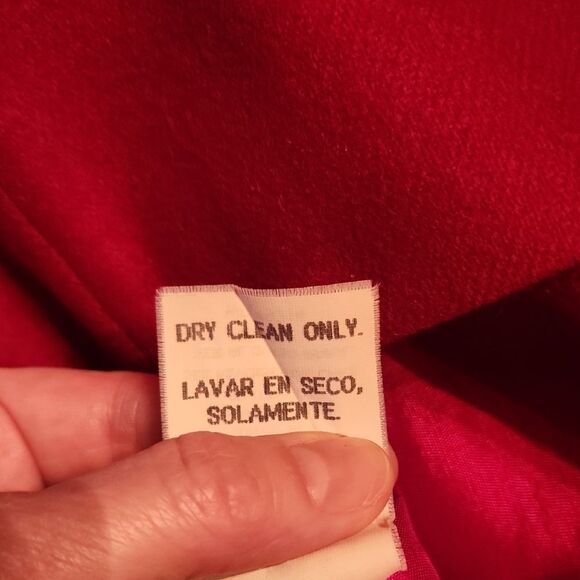 DRY CLEAN ONLY.
LAVAR EN SECO,
SOLAMENTE.